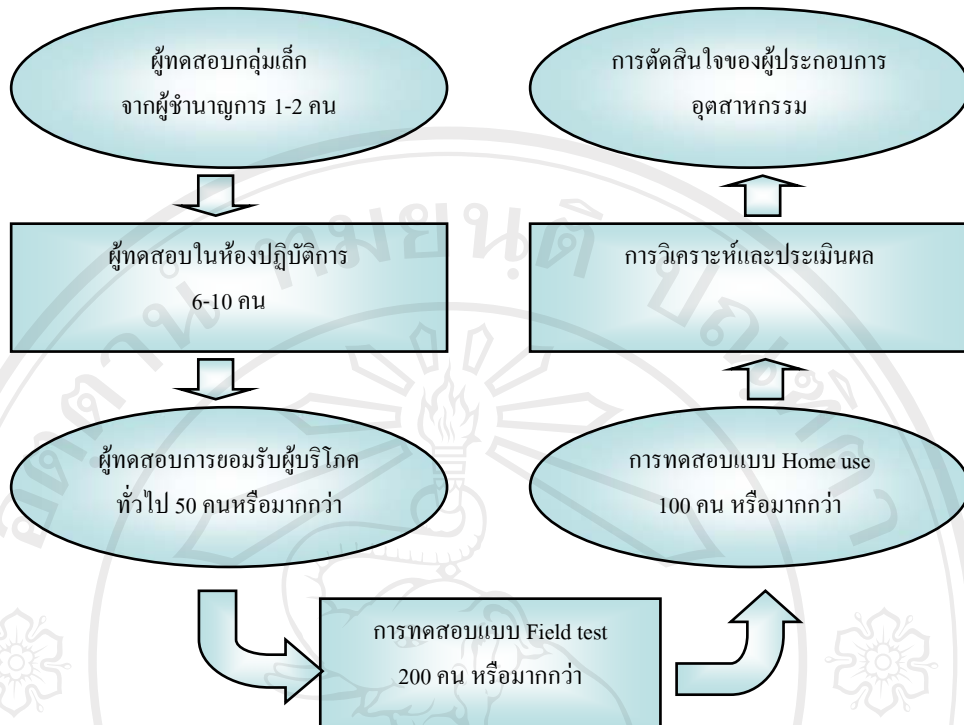 ผู้ทดสอบกลุ่มเล็ก
จากผู้ชำนาญการ 1-2 คน
ผู้ทดสอบในห้องปฏิบัติการ
6-10 คน
ผู้ทดสอบการยอมรับผู้บริโภค
ทั่วไป 50 คนหรือมากกว่า
การทดสอบแบบ Field test
200 คน หรือมากกว่า
การทดสอบแบบ Home use
100 คน หรือมากกว่า
การวิเคราะห์และประเมินผล
การตัดสินใจของผู้ประกอบการ
อุตสาหกรรม